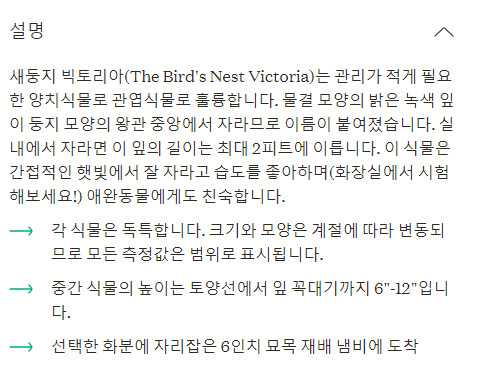 설명
새둥지 빅토리아(The Bird's Nest Victoria)는 관리가 적게 필요
한 양치식물로 관엽식물로 훌륭합니다. 물결 모양의 밝은 녹색 잎
이 둥지 모양의 왕관 중앙에서 자라므로 이름이 붙여졌습니다. 실
내에서 자라면 이 잎의 길이는 최대 2피트에 이릅니다. 이 식물은
간접적인 햇빛에서 잘 자라고 습도를 좋아하며(화장실에서 시험
해보세요!) 애완동물에게도 친숙합니다.
각 식물은 독특합니다. 크기와 모양은 계절에 따라 변동되
므로 모든 측정값은 범위로 표시됩니다.
중간 식물의 높이는 토양선에서 잎 꼭대기까지 6"-12"입니
다.
선택한 화분에 자리잡은 6인치 묘목 재배 냄비에 도착